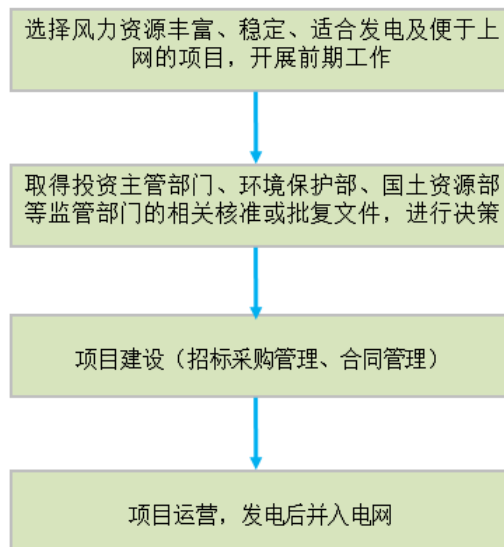 选择风力资源丰富、稳定、适合发电及便于上
网的项目，开展前期工作
取得投资主管部门、环境保护部、国土资源部
等监管部门的相关核准或批复文件，进行决策
项目建设（招标采购管理、合同管理）
项目运营，发电后并入电网